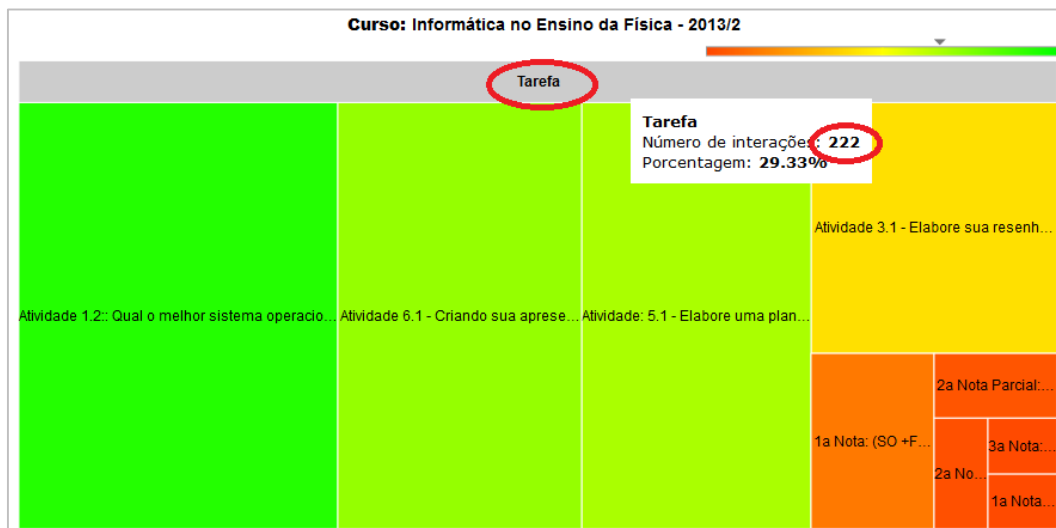 Curso: Informática no Ensino da Física - 2013/2
Tarefa
Tarefa
Número de interações: 222
Porcentagem: 29.33%
Atividade 1.2:: Qual o melhor sistema operacio...
Atividade 6.1 - Criando sua aprese...
Atividade: 5.1 - Elabore uma plan...
Atividade 3.1 - Elabore sua resenh...
1a Nota: (SO +F...
2a Nota Parcial:...
2a No...
3a Nota:...
1a Nota...